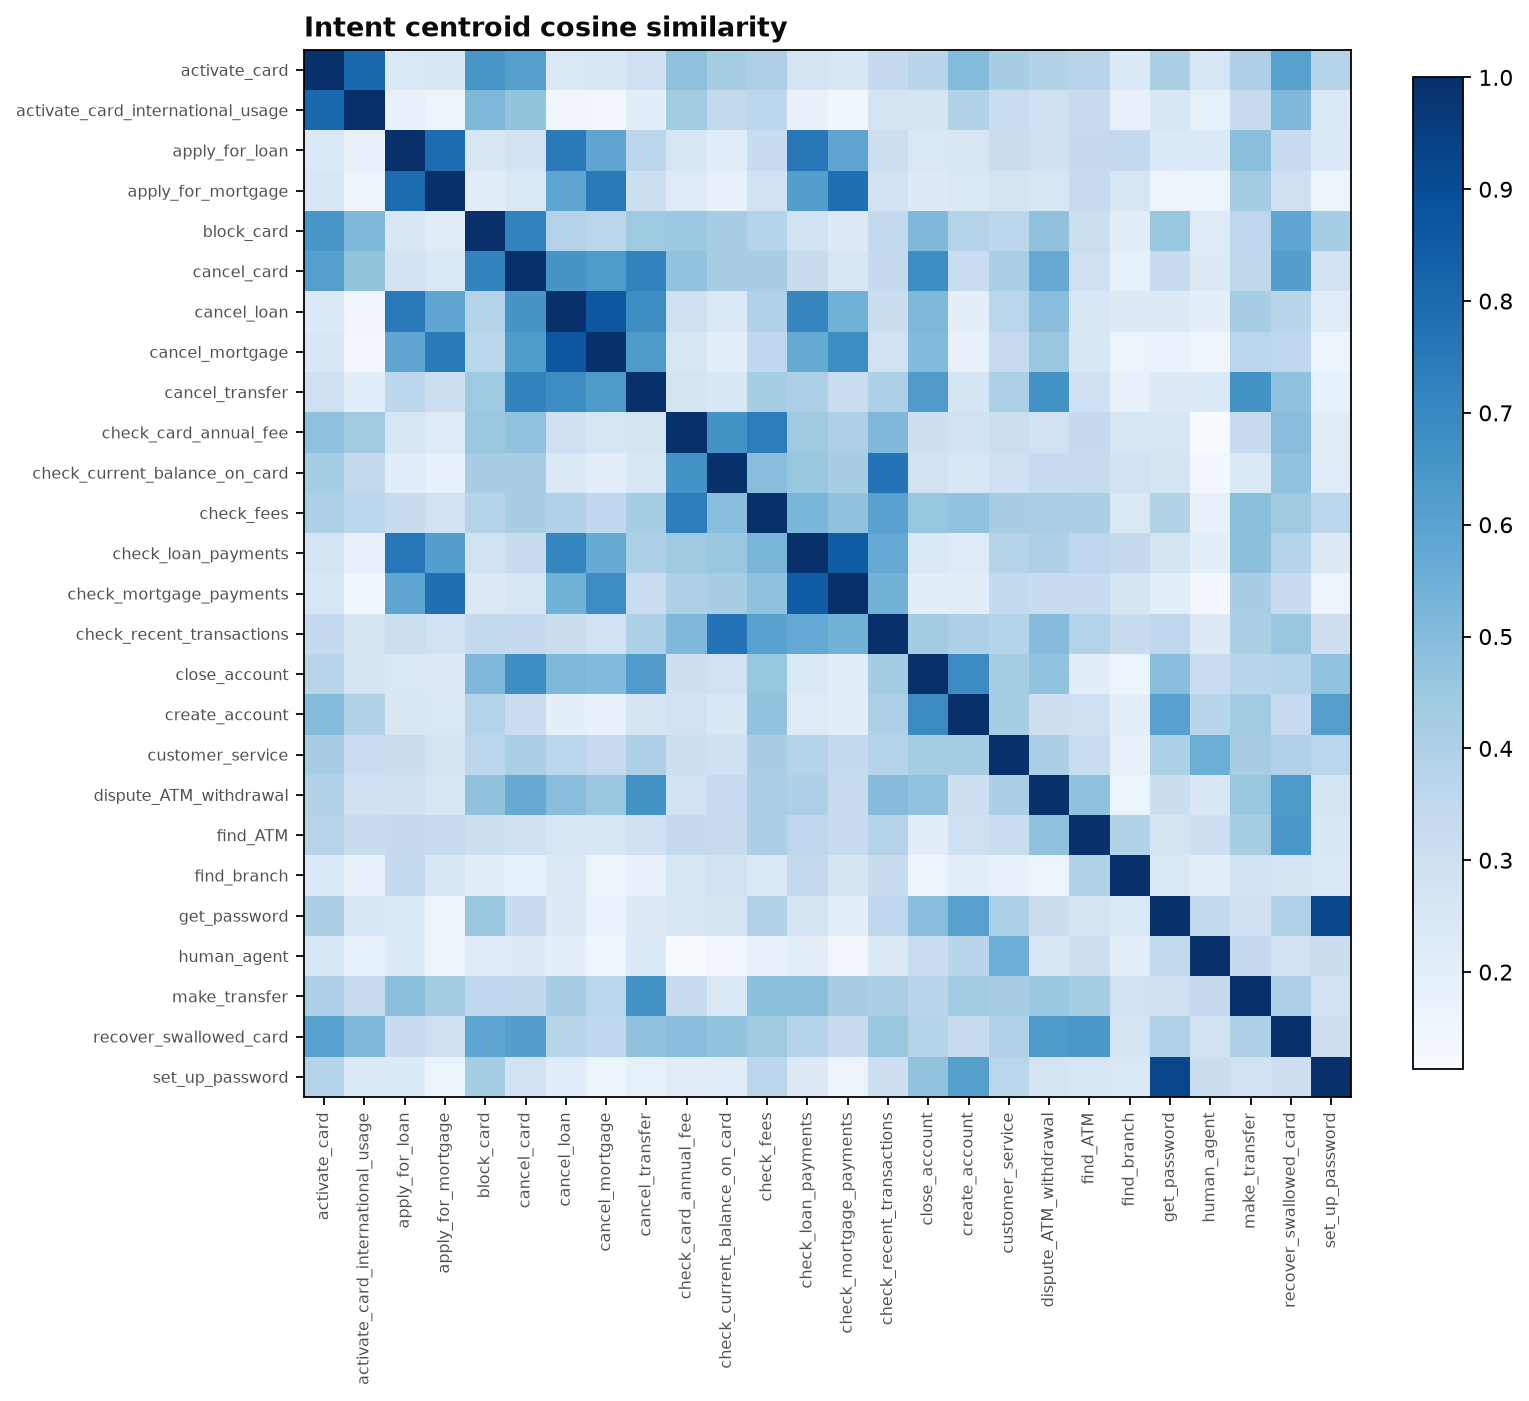 Intent centroid cosine similarity
activate_card
activate_card_international_usage
apply_for_loan
apply_for_mortgage
block_card
cancel_card
cancel_loan
cancel_mortgage
cancel_transfer
check_card_annual_fee
check_current_balance_on_card
check_fees
check_loan_payments
check_mortgage_payments
check_recent_transactions
close_account
create_account
customer_service
dispute_ATM_withdrawal
find_ATM
find_branch
get_password
human_agent
make_transfer
recover_swallowed_card
set_up_password
activate_card
activate_card_international_usage
apply_for_loan
apply_for_mortgage
block_card
cancel_card
cancel_loan
cancel_mortgage
cancel_transfer
check_card_annual_fee
check_current_balance_on_card
check_fees
check_loan_payments
check_mortgage_payments
check_recent_transactions
close_account
create_account
customer_service
dispute_ATM_withdrawal
find_ATM
find_branch
get_password
human_agent
make_transfer
recover_swallowed_card
set_up_password
1.0
0.9
0.8
0.7
0.6
0.5
0.4
0.3
0.2